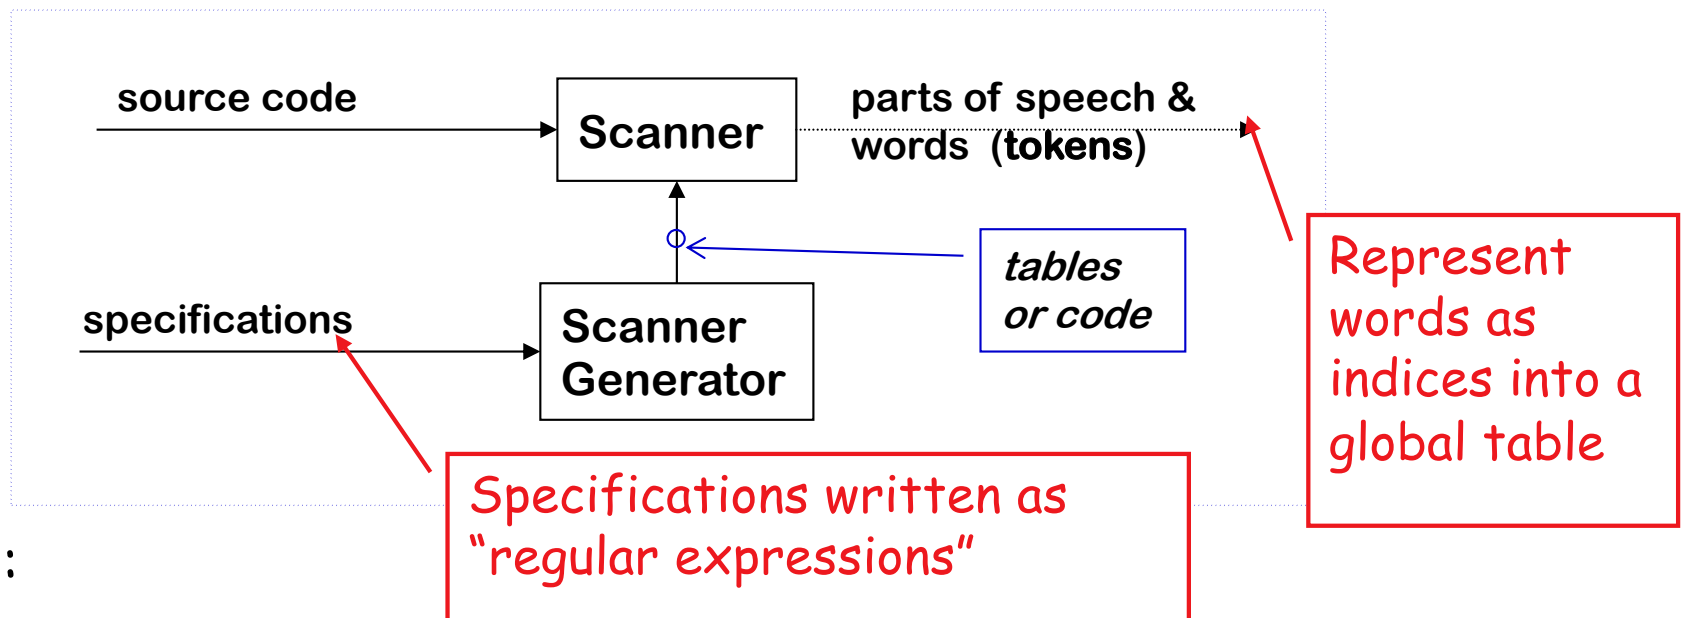 source code
Scanner
parts of speech &
words (tokens)
tables
or code
Represent
words as
indices into a
global table
specifications
Scanner
Generator
Specifications written as
“regular expressions”
: